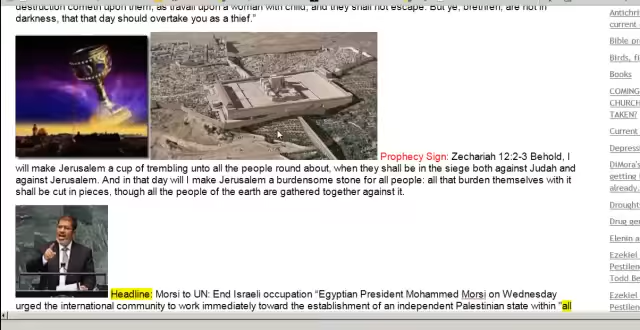 destruction cometh upon them, as travail upon a woman with child; and they shall not escape. But ye, brethren, are not in
darkness, that that day should overtake you as a thief."
Prophecy Sign: Zechariah 12:2-3 Behold, I
will make Jerusalem a cup of trembling unto all the people round about, when they shall be in the siege both against Judah and
against Jerusalem. And in that day will I make Jerusalem a burdensome stone for all people: all that burden themselves with it
shall be cut in pieces, though all the people of the earth are gathered together against it.
Headline: Morsi to UN: End Israeli occupation "Egyptian President Mohammed Morsi on Wednesday
urged the international community to work immediately toward the establishment of an independent Palestinian state within "all
Antichri
current
Bible pr
Birds, fi
Books
COMING
CHURCH
TAKEN?
Current
Depress
DiMora's
getting
already.
Drought
Drug ge
Elenin a
Ezekiel
Pestilen
Todd Be
Ezekiel
Pestilen